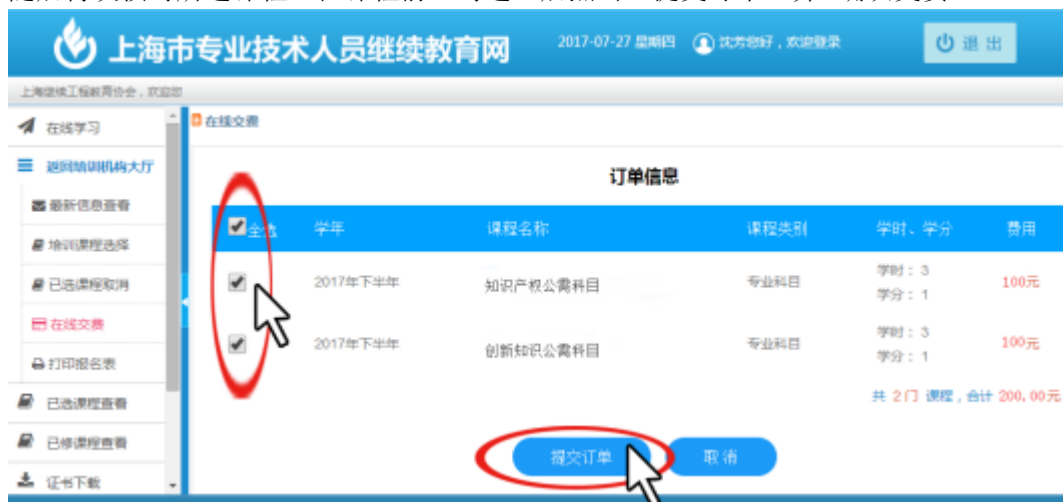 上海市专业技术人员继续教育网
2017-07-27 星期四
沈芳您好，欢迎登录
退 出
上海继续工程教育协会，欢迎您
在线学习
返回培训机构大厅
最新信息查看
培训课程选择
已选课程取消
在线交费
打印报名表
已选课程查看
已修课程查看
证书下载
在线交费
订单信息
全选 学年 课程名称 课程类别 学时、学分 费用
2017年下半年 知识产权公需科目 专业科目 学时：3 100元
学分：1
2017年下半年 创新知识公需科目 专业科目 学时：3 100元
学分：1
共 2门 课程，合计 200.00元
提交订单 取 消